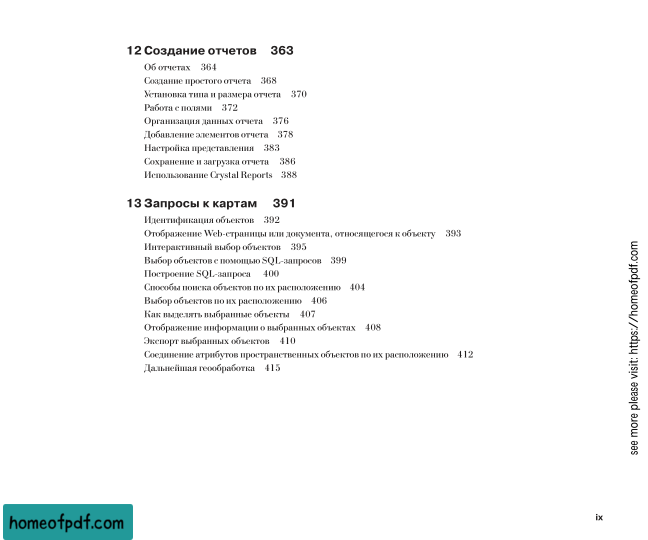 12 Создание отчетов 363
Об отчетах 364
Создание простого отчета 368
Установка типа и размера отчета 370
Работа с полями 372
Организация данных отчета 376
Добавление элементов отчета 378
Настройка представления 383
Сохранение и загрузка отчета 386
Использование Crystal Reports 388
13 Запросы к картам 391
Идентификация объектов 392
Отображение Web-страницы или документа, относящегося к объекту 393
Интерактивный выбор объектов 395
Выбор объектов с помощью SQL-запросов 399
Построение SQL-запроса 400
Способы поиска объектов по их расположению 404
Выбор объектов по их расположению 406
Как выделять выбранные объекты 407
Отображение информации о выбранных объектах 408
Экспорт выбранных объектов 410
Соединение атрибутов пространственных объектов по их расположению 412
Дальнейшая геообработка 415
see more please visit: https://homeofpdf.com
ix
homeofpdf.com